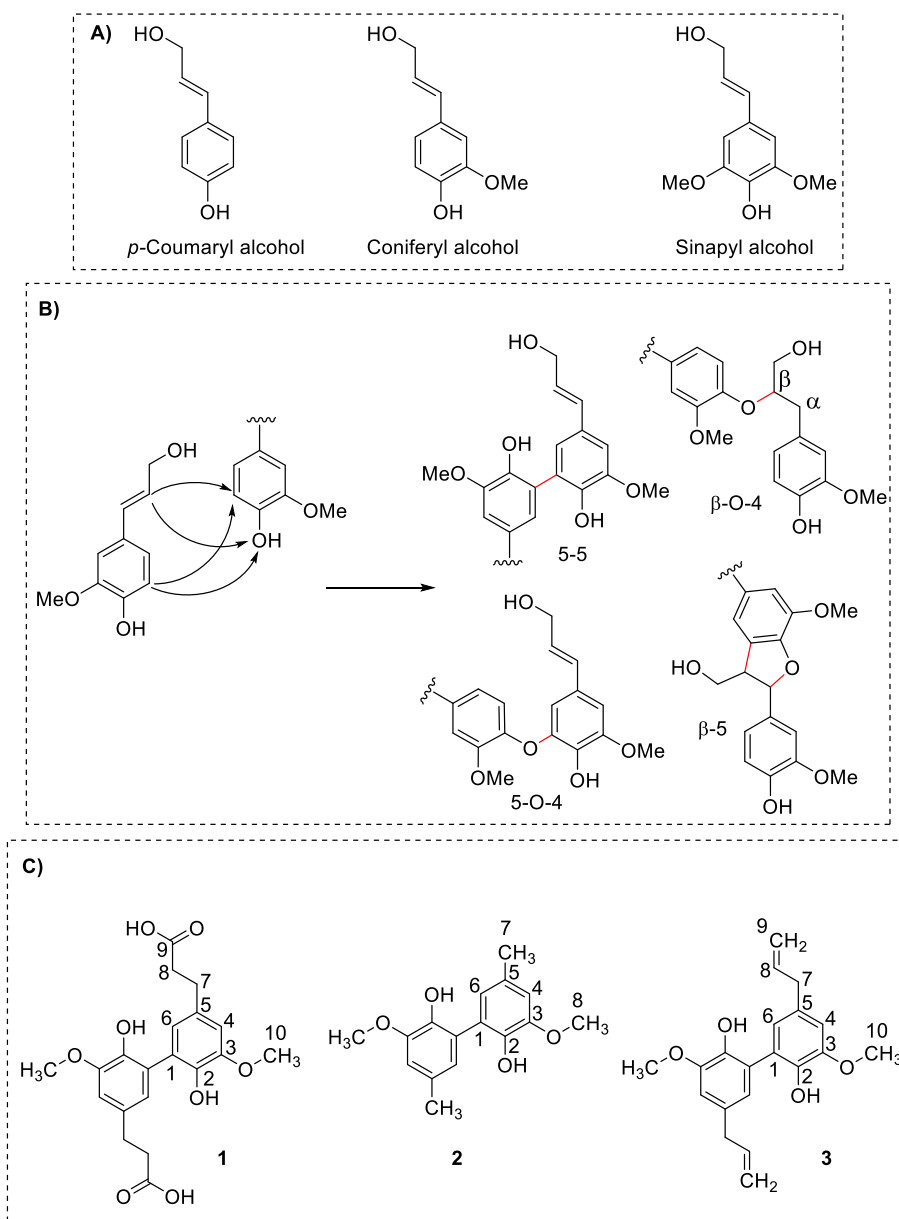 A)
HO HO HO
OMe MeO OMe
OH OH OH
p-Coumaryl alcohol Coniferyl alcohol Sinapyl alcohol
B)
HO
OH
β
O α
OMe
OH
MeO
OMe
OH
β-O-4
OMe
OH
5-5
OH
OMe
OH
MeO
OH
HO
OMe
O
HO
β-5
OMe
OH
O
OMe
OMe
OH
5-O-4
C)
HO O
9
8 7
5
OH 6 4 10
H3C O 3 O CH3
1 2
OH
O OH
1
7
CH3
5
6 4 8
OH
H3C O 3 O CH3
1 2
OH
CH3
2
9
CH2
8 7
5
OH 6 4 10
H3C O 3 O CH3
1 2
OH
CH2
3